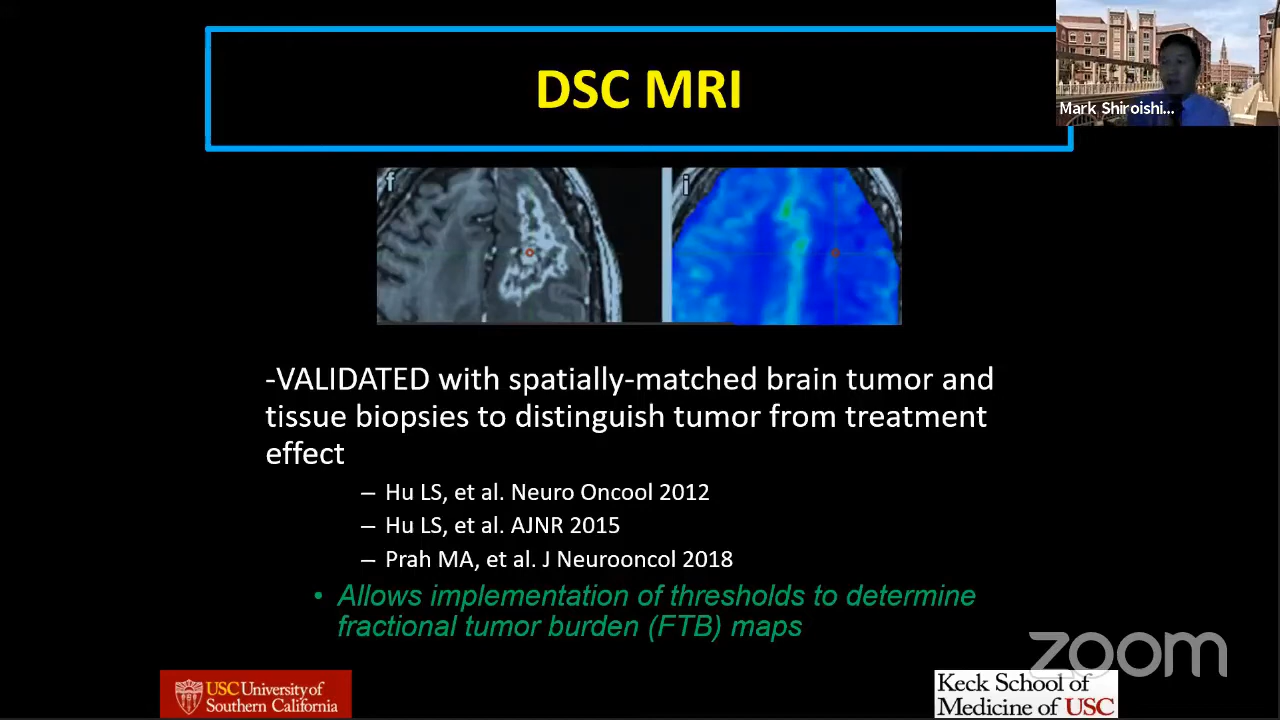 DSC MRI
Mark Shiroishi...
f
i
-VALIDATED with spatially-matched brain tumor and
tissue biopsies to distinguish tumor from treatment
effect
– Hu LS, et al. Neuro Oncool 2012
– Hu LS, et al. AJNR 2015
– Prah MA, et al. J Neurooncol 2018
• Allows implementation of thresholds to determine
fractional tumor burden (FTB) maps
zoom
USC University of
Southern California
Keck School of
Medicine of USC